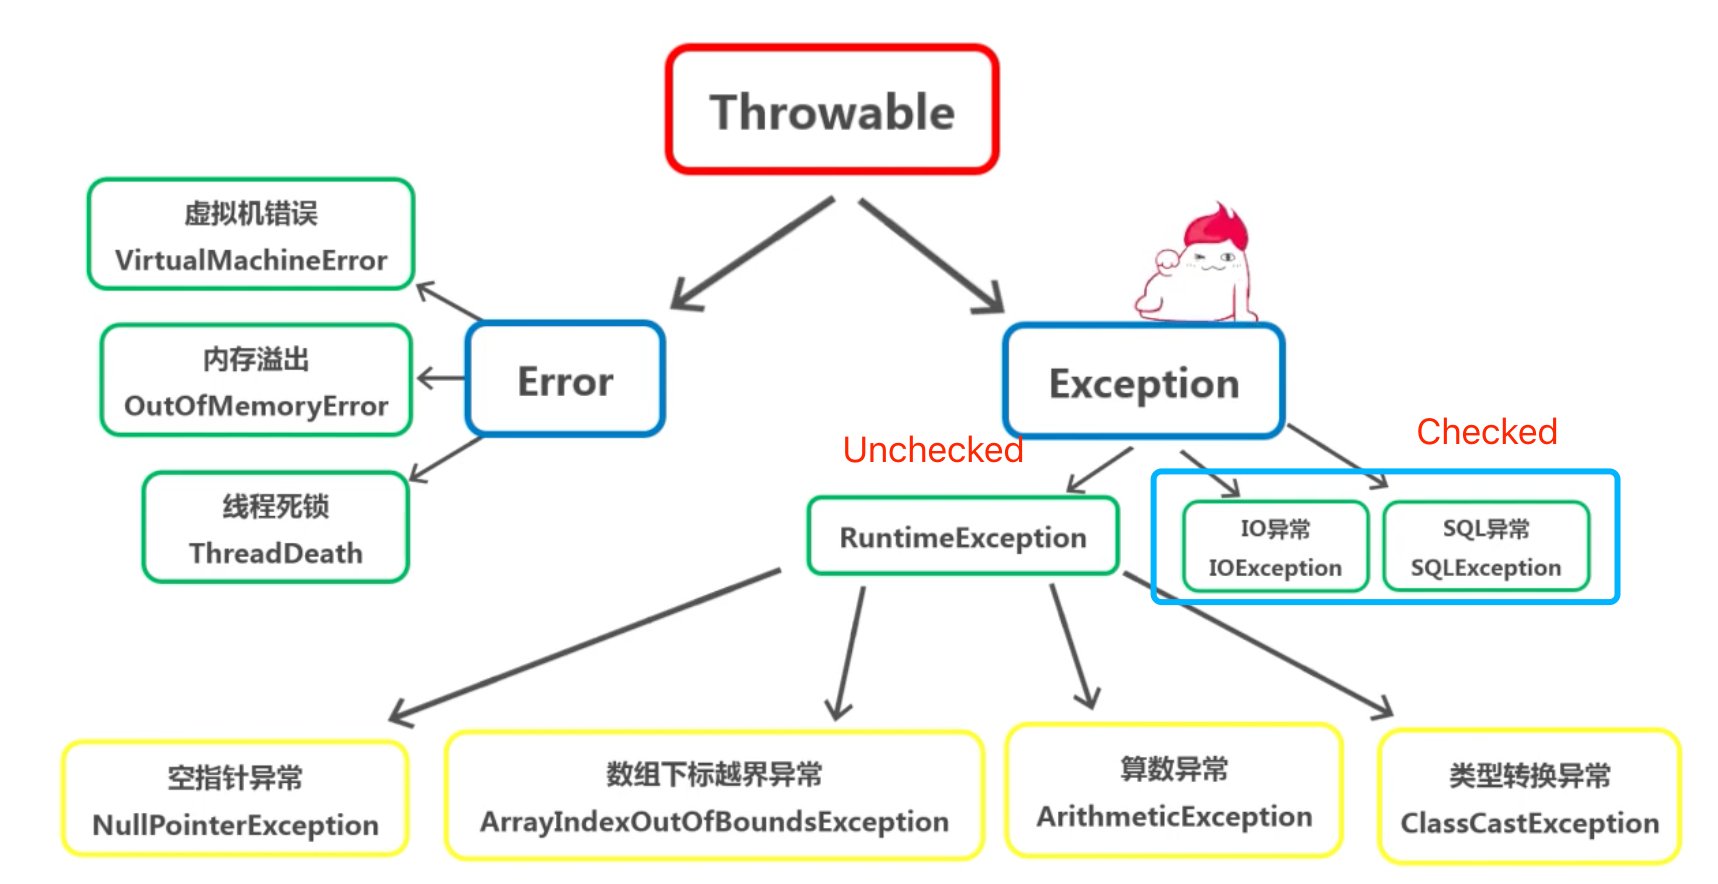 Throwable
虚拟机错误
VirtualMachineError
内存溢出
OutOfMemoryError
线程死锁
ThreadDeath
Error
Exception
Unchecked
Checked
RuntimeException
IO异常
IOException
SQL异常
SQLException
空指针异常
NullPointerException
数组下标越界异常
ArrayIndexOutOfBoundsException
算数异常
ArithmeticException
类型转换异常
ClassCastException